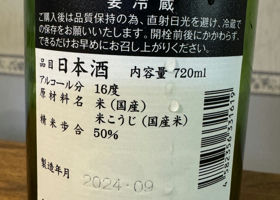 要冷蔵
ご購入後は品質保持の為、直射日光を避け、冷蔵で
の保存をお願いいたします。開栓前後にかかわらず、
できるだけお早めにお召し上がりください。
品目 日本酒 内容量 720ml
アルコール分 16度
原材料名 米(国産)
米こうじ(国産米)
精米歩合 50%
製造年月 2024.09